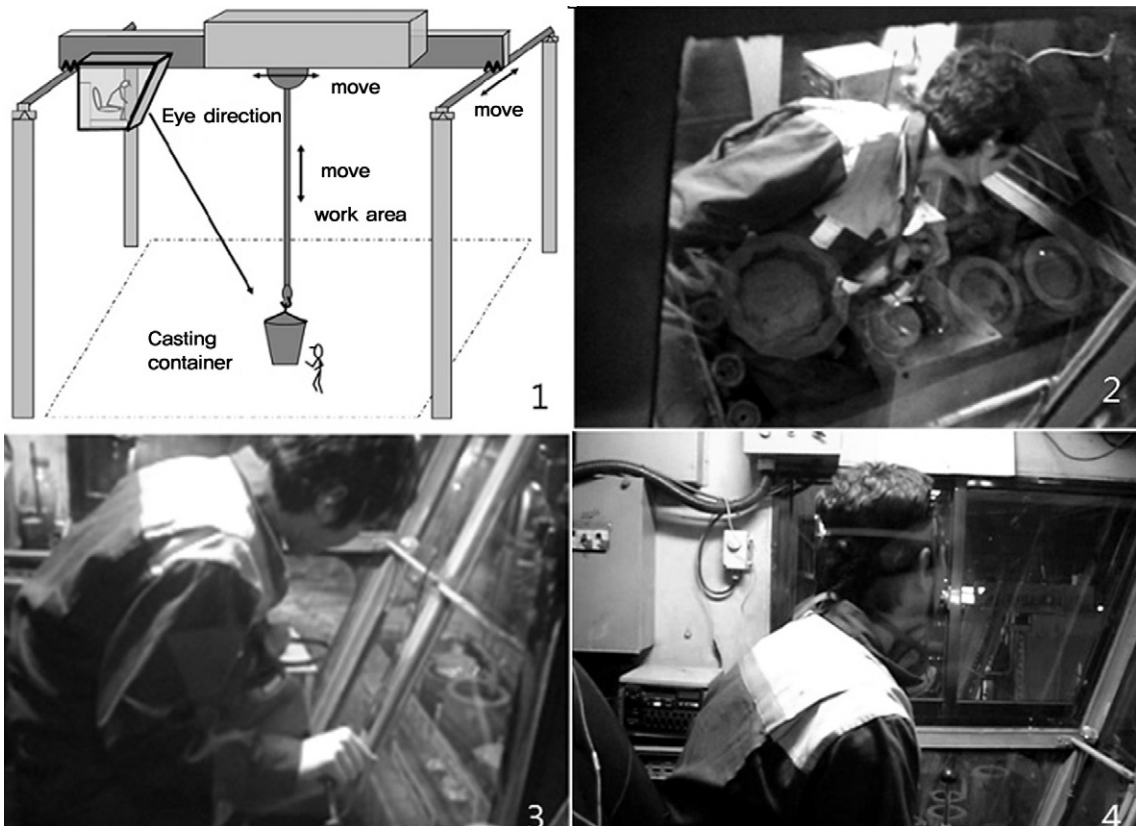 move
move
Eye direction
move
work area
Casting
container
1
2
3
4